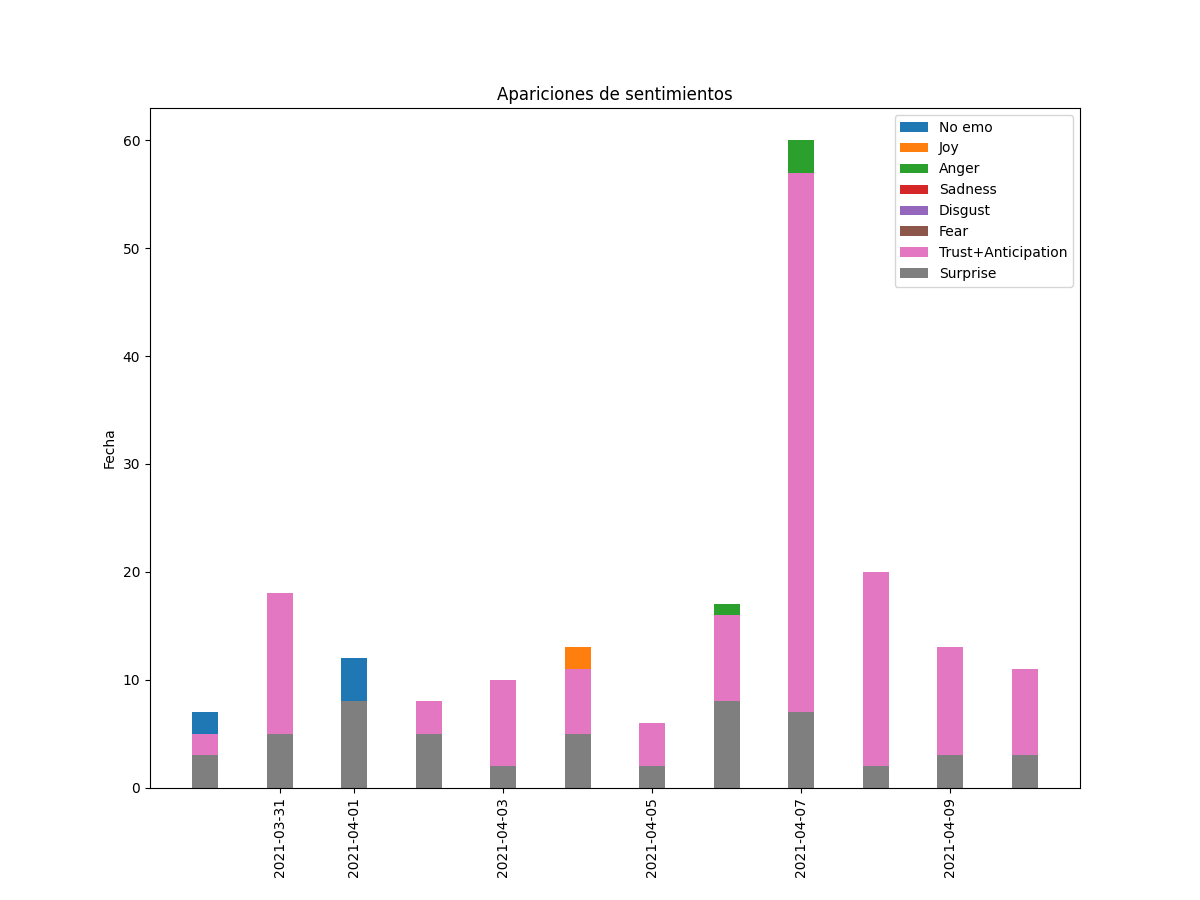 Apariciones de sentimientos
No emo
Joy
Anger
Sadness
Disgust
Fear
Trust+Anticipation
Surprise
Fecha
60
50
40
30
20
10
0
2021-03-31
2021-04-01
2021-04-03
2021-04-05
2021-04-07
2021-04-09